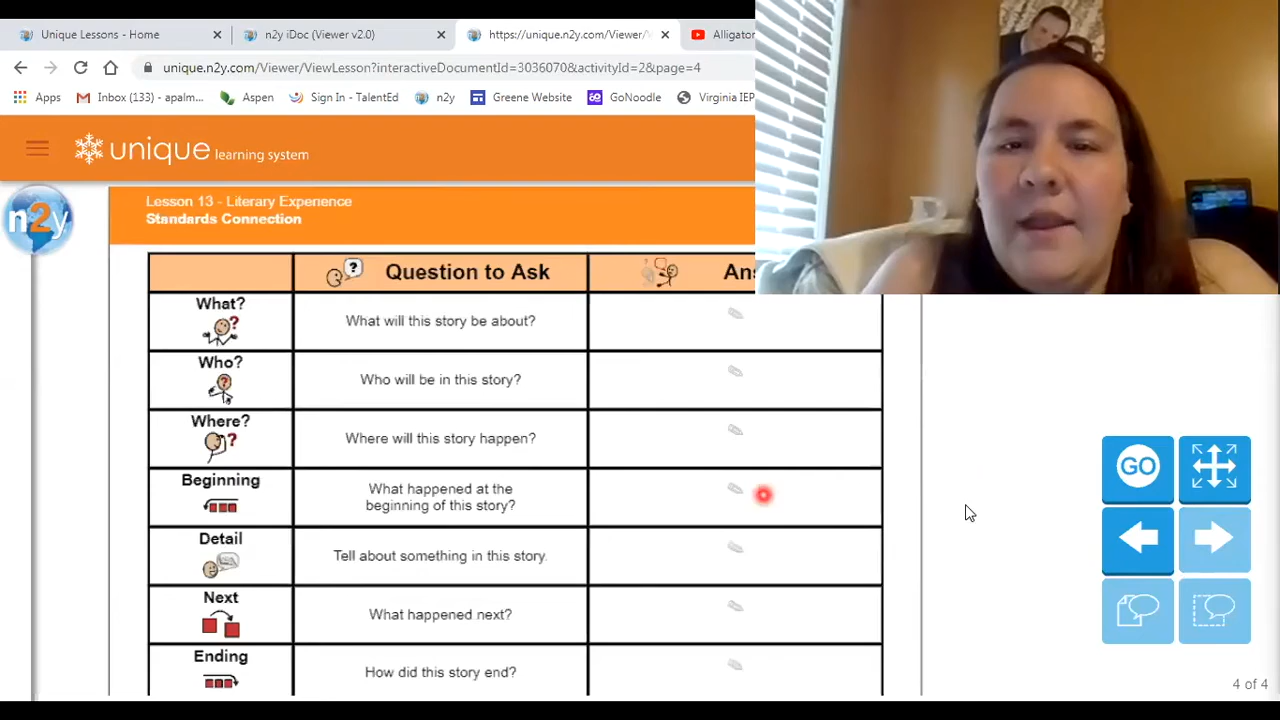 Unique Lessons - Home
n2y iDoc (Viewer v2.0)
https://unique.n2y.com/Viewer/
Alligator
unique.n2y.com/Viewer/ViewLesson?interactiveDocumentId=3036070&activityId=2&page=4
Apps
Inbox (133) - apalm...
Aspen
Sign In - TalentEd
n2y
Greene Website
GoNoodle
Virginia IEP
unique learning system
n2y
Lesson 13 - Literary Experience
Standards Connection
Question to Ask
Ans
What?
What will this story be about?
Who?
Who will be in this story?
Where?
Where will this story happen?
Beginning
What happened at the
beginning of this story?
Detail
Tell about something in this story.
Next
What happened next?
Ending
How did this story end?
GO
4 of 4